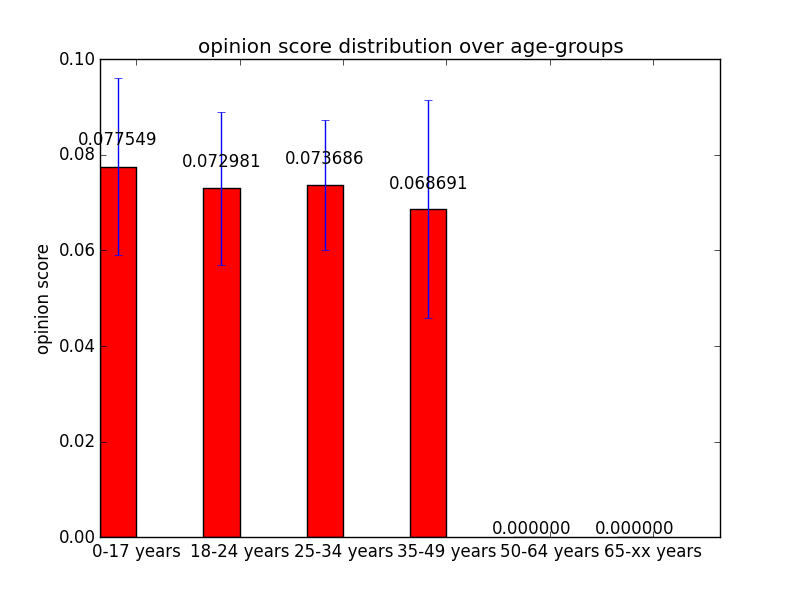 opinion score distribution over age-groups
0.10
0.08
0.06
0.04
0.02
0.00
opinion score
0.077549
0.072981
0.073686
0.068691
0.000000
0.000000
0-17 years
18-24 years
25-34 years
35-49 years
50-64 years
65-xx years